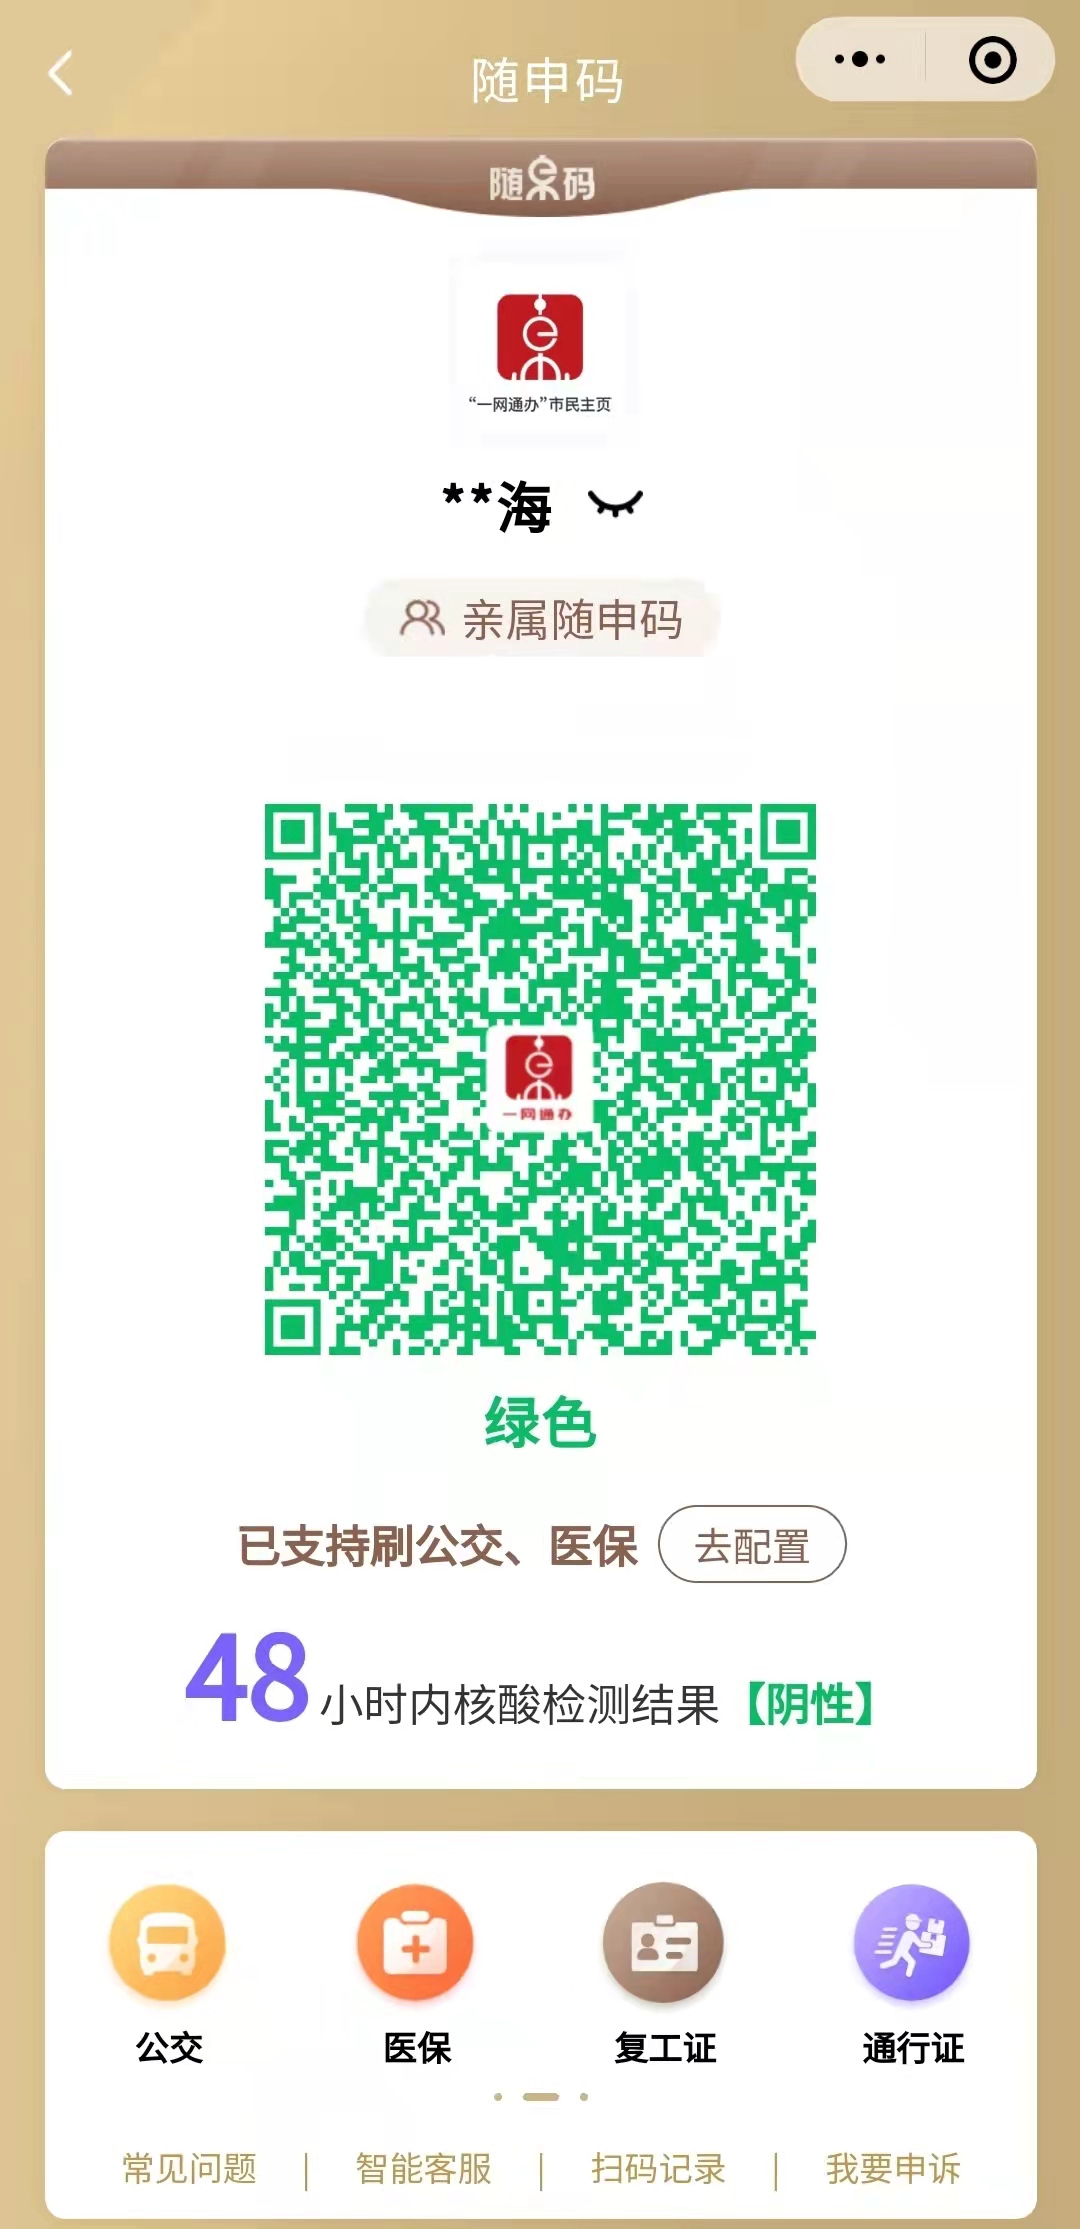 随申码
随申码
“一网通办”市民主页
**海
亲属随申码
一网通办
绿色
已支持刷公交、医保 去配置
48小时内核酸检测结果【阴性】
公交 医保 复工证 通行证
常见问题 | 智能客服 | 扫码记录 | 我要申诉